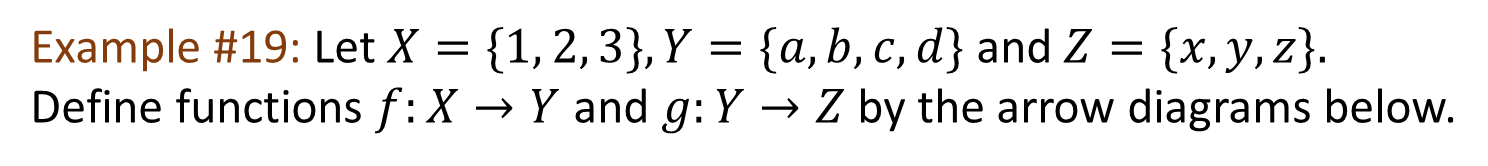 Example #19: Let X = {1, 2, 3}, Y = {a, b, c, d} and Z = {x, y, z}.
Define functions f: X → Y and g: Y → Z by the arrow diagrams below.